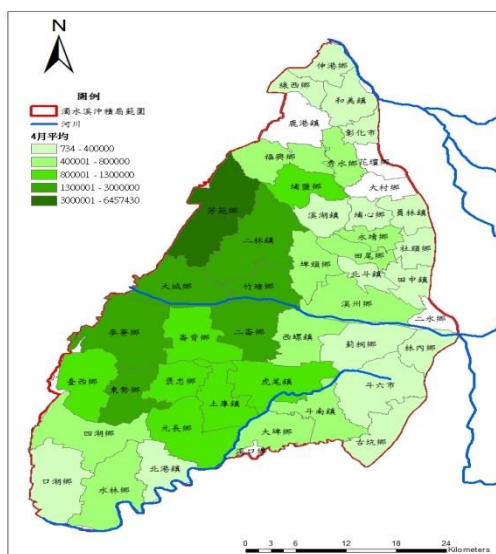 N
圖例
濁水溪沖積扇範圍
河川
4月平均
734 - 400000
400001 - 800000
800001 - 1300000
1300001 - 3000000
3000001 - 6457430
伸港鄉
線西鄉
和美鎮
鹿港鎮
彰化市
福興鄉
秀水鄉
花壇鄉
埔鹽鄉
大村鄉
芳苑鄉
溪湖鎮
埔心鄉
員林鎮
二林鎮
永靖鄉
社頭鄉
埤頭鄉
田尾鄉
北斗鎮
田中鎮
大城鄉
竹塘鄉
溪州鄉
二水鄉
麥寮鄉
崙背鄉
二崙鄉
西螺鎮
莿桐鄉
林內鄉
臺西鄉
東勢鄉
褒忠鄉
虎尾鎮
斗六市
土庫鎮
斗南鎮
四湖鄉
元長鄉
大埤鄉
古坑鄉
北港鎮
溪口鄉
口湖鄉
水林鄉
0 4 8 12 16 20 24
Kilometers